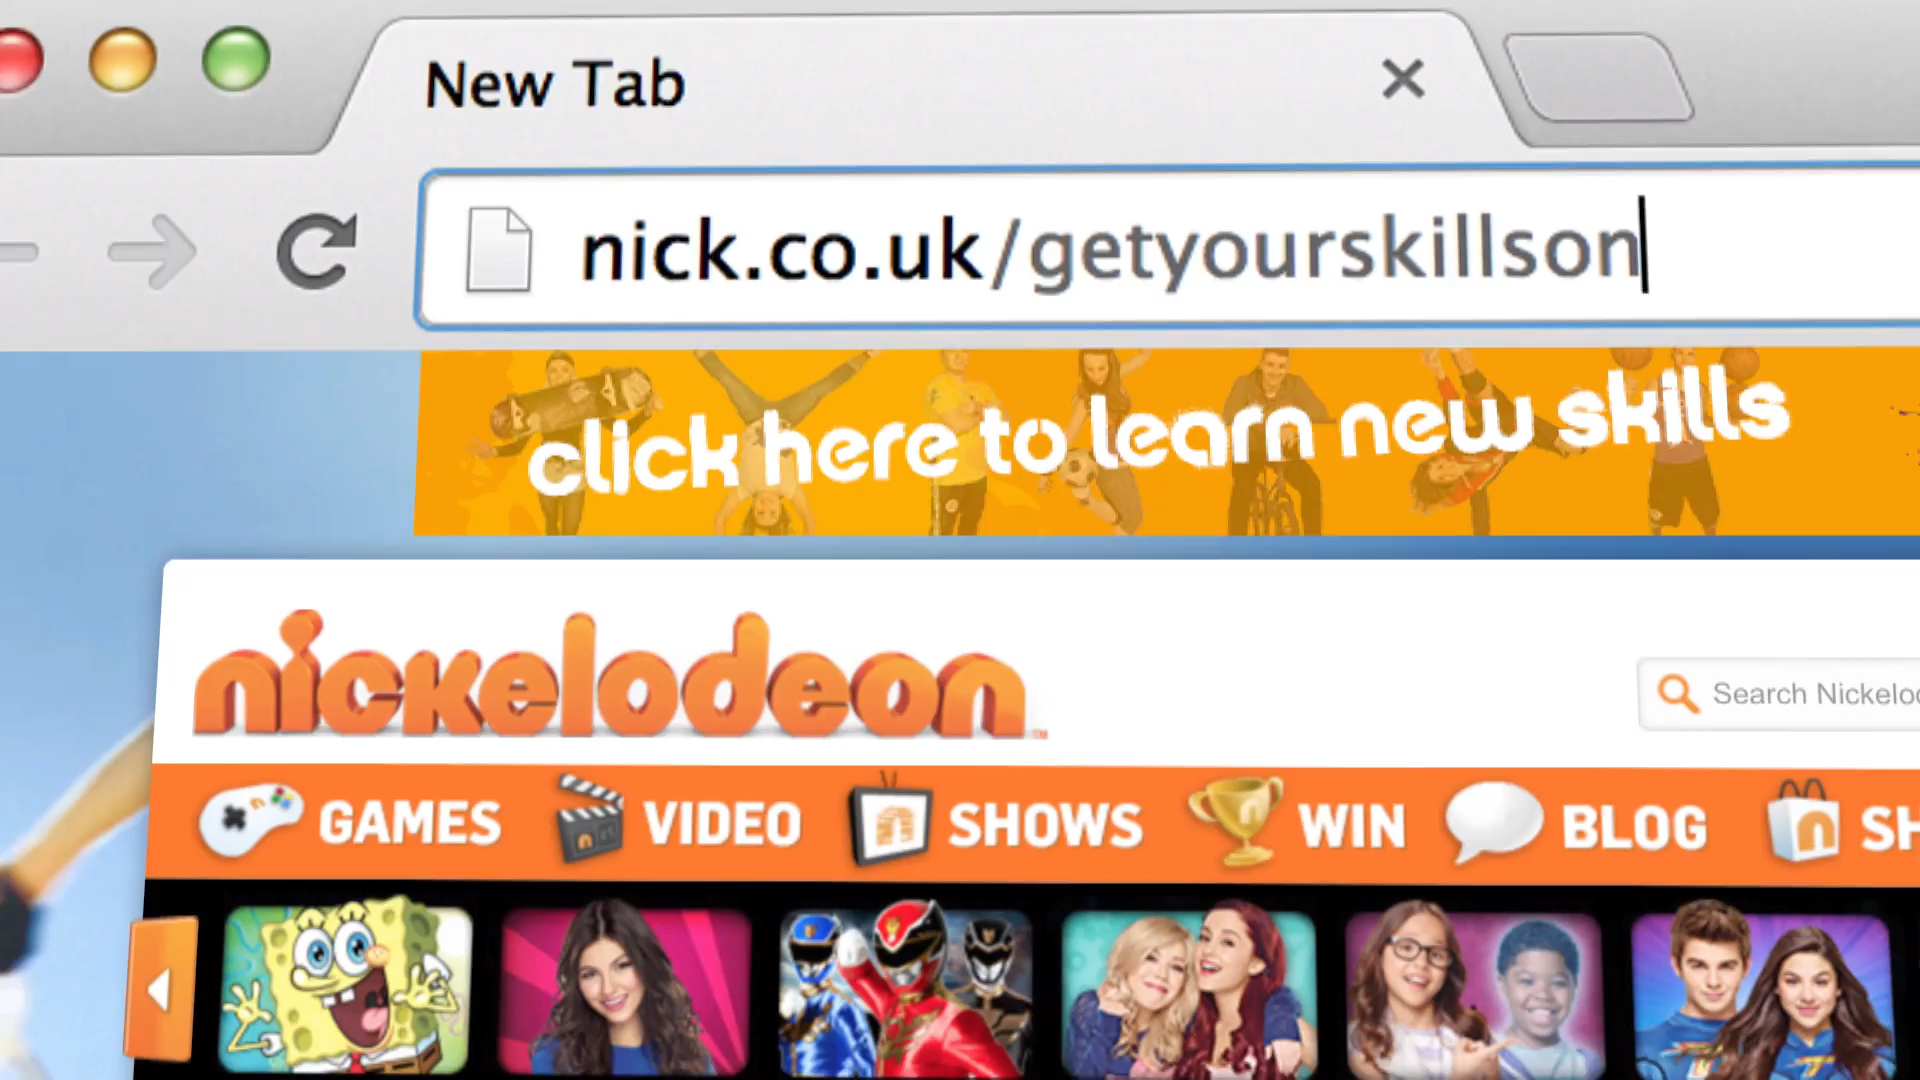 New Tab
nick.co.uk/getyourskillson
click here to learn new skills
nickelodeon
TM
Search Nickelo
GAMES
VIDEO
SHOWS
WIN
BLOG
SH